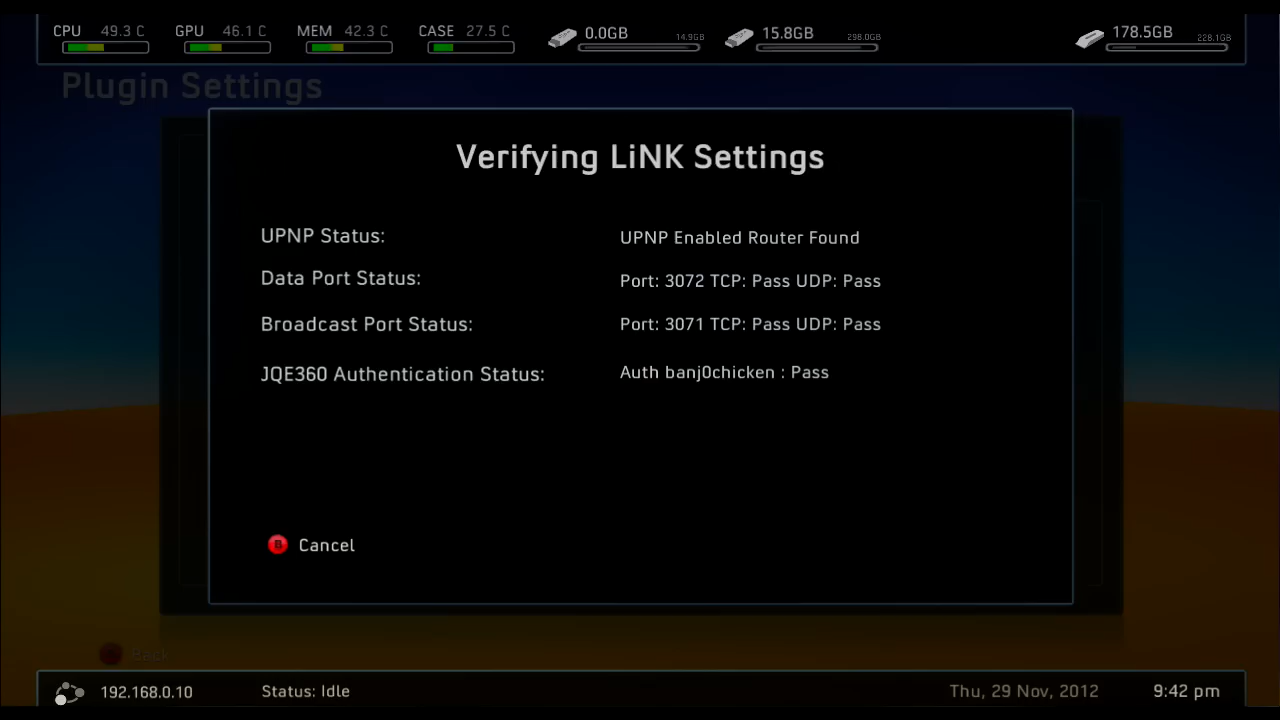 CPU 49.3 C GPU 46.1 C MEM 42.3 C CASE 27.5 C 0.0GB 14.9GB 15.8GB 298.0GB 178.5GB 228.1GB
Plugin Settings
Verifying LiNK Settings
UPNP Status: UPNP Enabled Router Found
Data Port Status: Port: 3072 TCP: Pass UDP: Pass
Broadcast Port Status: Port: 3071 TCP: Pass UDP: Pass
JQE360 Authentication Status: Auth banj0chicken : Pass
B Cancel
Back
192.168.0.10 Status: Idle Thu, 29 Nov, 2012 9:42 pm